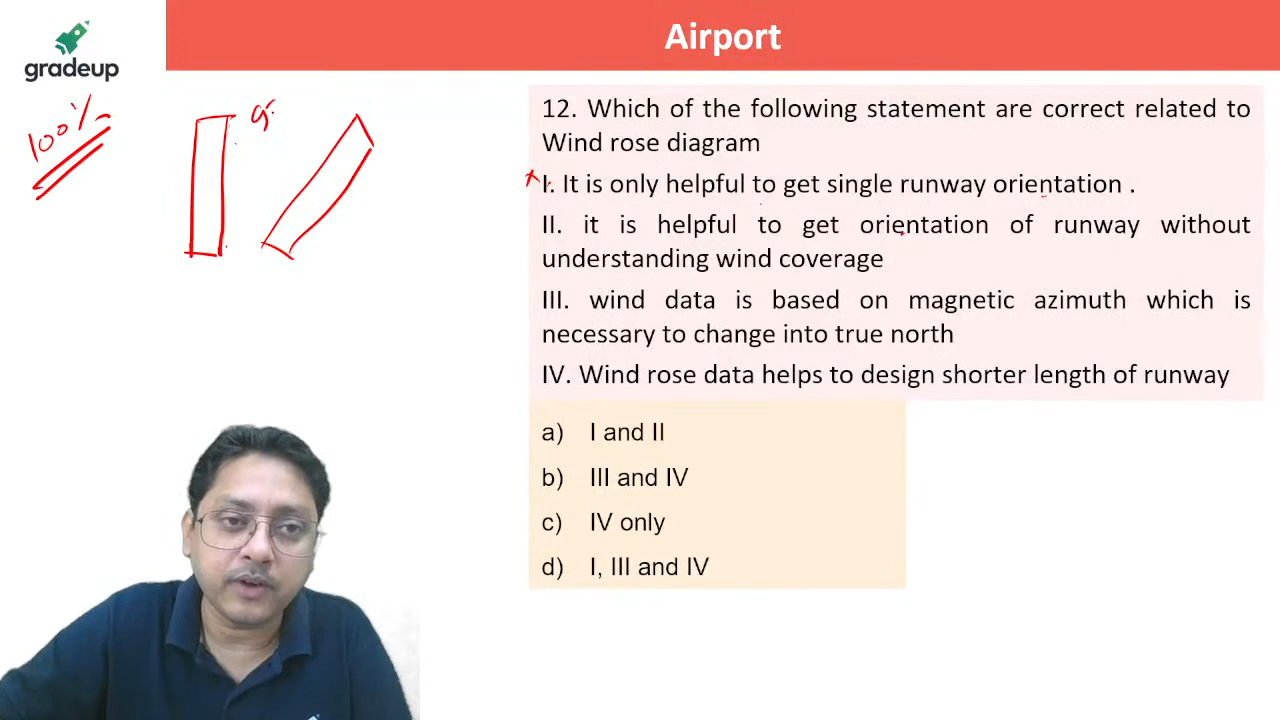 Airport
gradeup
100%
95
12. Which of the following statement are correct related to
Wind rose diagram
I. It is only helpful to get single runway orientation .
II. it is helpful to get orientation of runway without
understanding wind coverage
III. wind data is based on magnetic azimuth which is
necessary to change into true north
IV. Wind rose data helps to design shorter length of runway
a) I and II
b) III and IV
c) IV only
d) I, III and IV